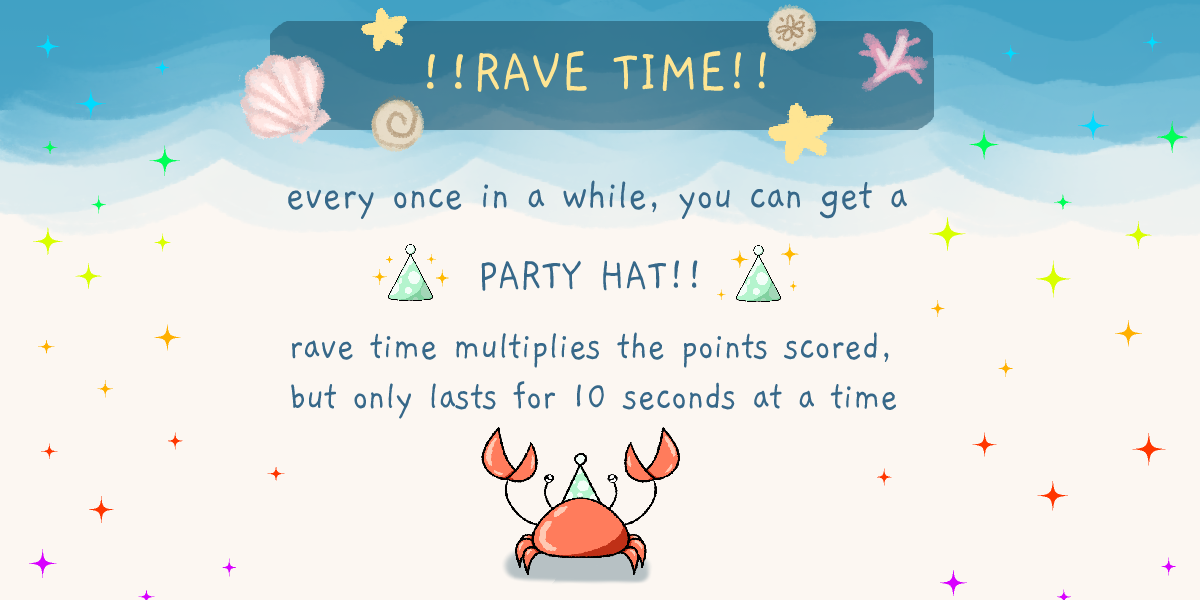 !!RAVE TIME!!
every once in a while, you can get a
PARTY HAT!!
rave time multiplies the points scored,
but only lasts for 10 seconds at a time